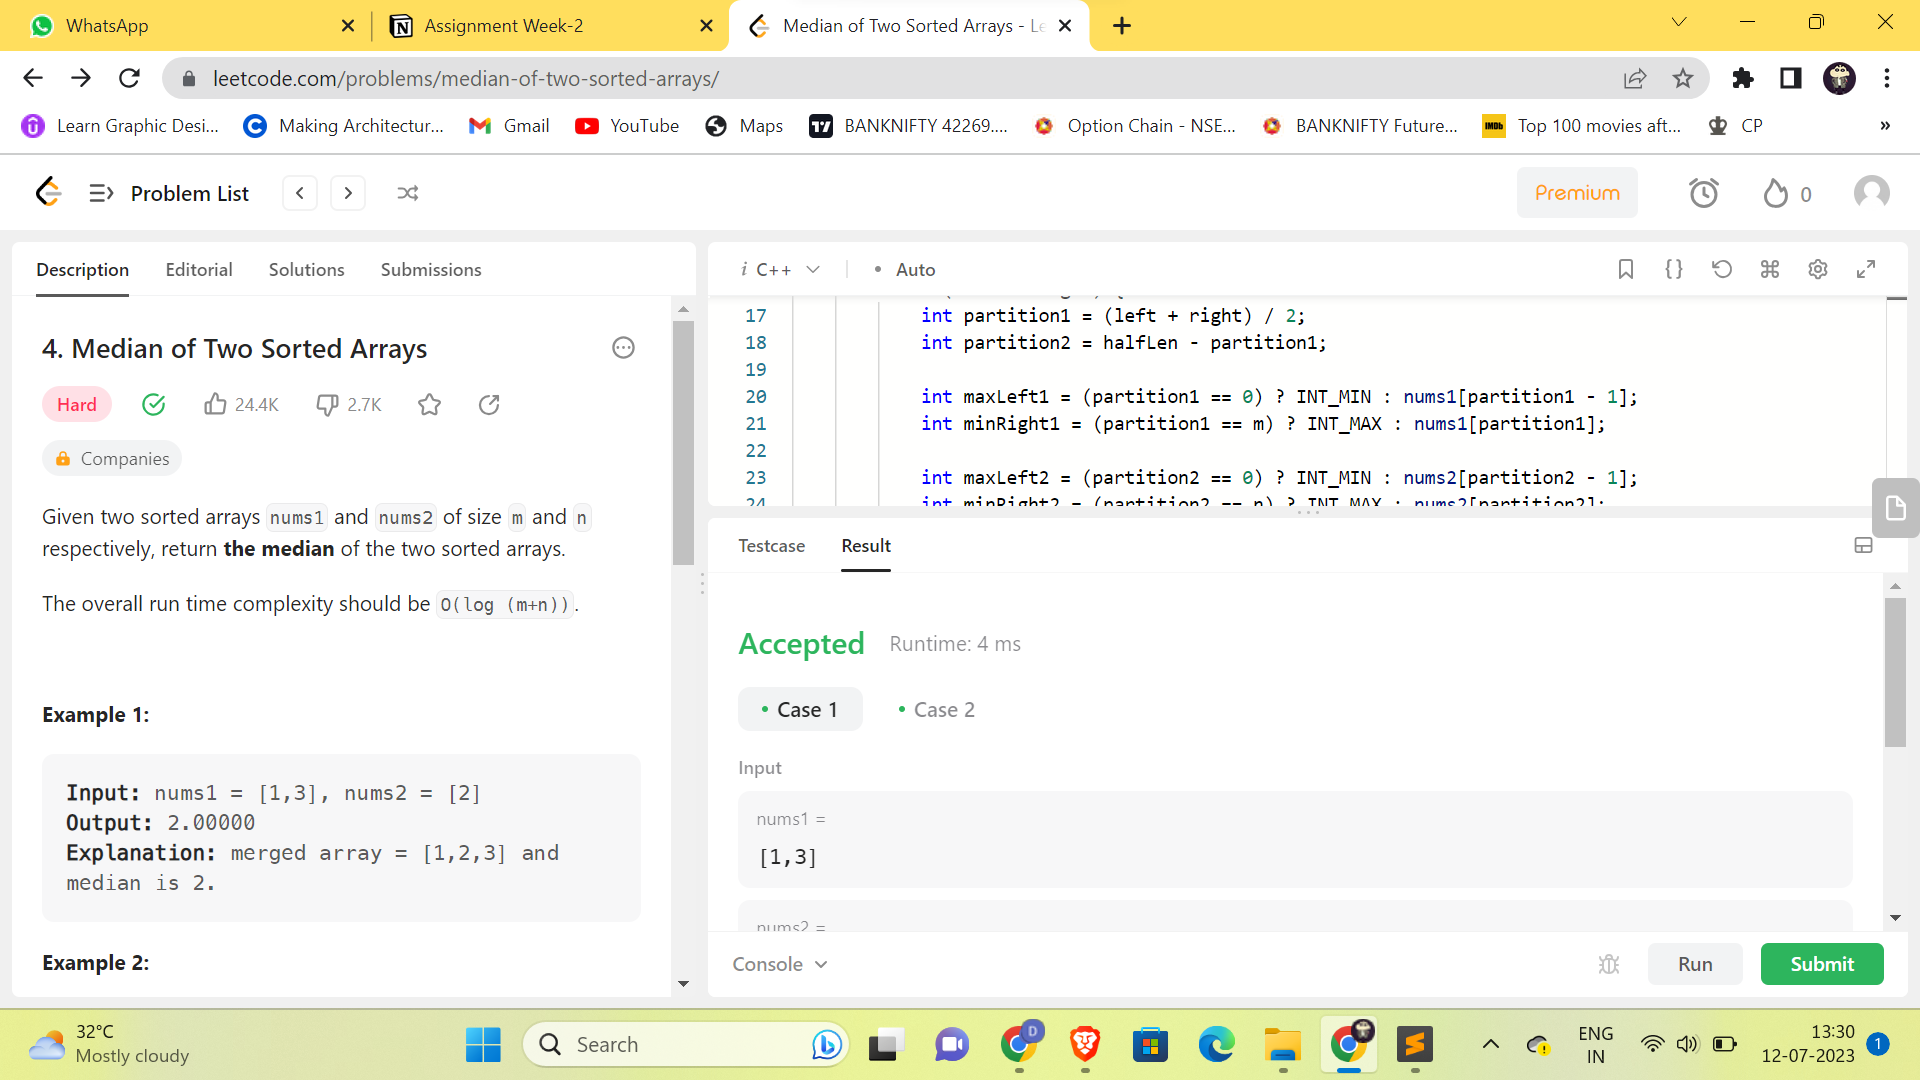 WhatsApp
Assignment Week-2
Median of Two Sorted Arrays - Le
leetcode.com/problems/median-of-two-sorted-arrays/
Learn Graphic Desi...
Making Architectur...
Gmail
YouTube
Maps
BANKNIFTY 42269....
Option Chain - NSE...
BANKNIFTY Future...
IMDb
Top 100 movies aft...
CP
»
Problem List
Premium
0
Description Editorial Solutions Submissions
4. Median of Two Sorted Arrays
Hard 24.4K 2.7K
Companies
Given two sorted arrays nums1 and nums2 of size m and n
respectively, return the median of the two sorted arrays.
The overall run time complexity should be O(log (m+n)).
Example 1:
Input: nums1 = [1,3], nums2 = [2]
Output: 2.00000
Explanation: merged array = [1,2,3] and
median is 2.
Example 2:
i C++ • Auto
17 int partition1 = (left + right) / 2;
18 int partition2 = halfLen - partition1;
19
20 int maxLeft1 = (partition1 == 0) ? INT_MIN : nums1[partition1 - 1];
21 int minRight1 = (partition1 == m) ? INT_MAX : nums1[partition1];
22
23 int maxLeft2 = (partition2 == 0) ? INT_MIN : nums2[partition2 - 1];
24 int minRight2 = (partition2 == n) ? INT_MAX : nums2[partition2];
Testcase Result
Accepted Runtime: 4 ms
• Case 1 • Case 2
Input
nums1 =
[1,3]
nums2 =
Console
Run
Submit
32°C
Mostly cloudy
Search
D
ENG
IN
13:30
12-07-2023
1